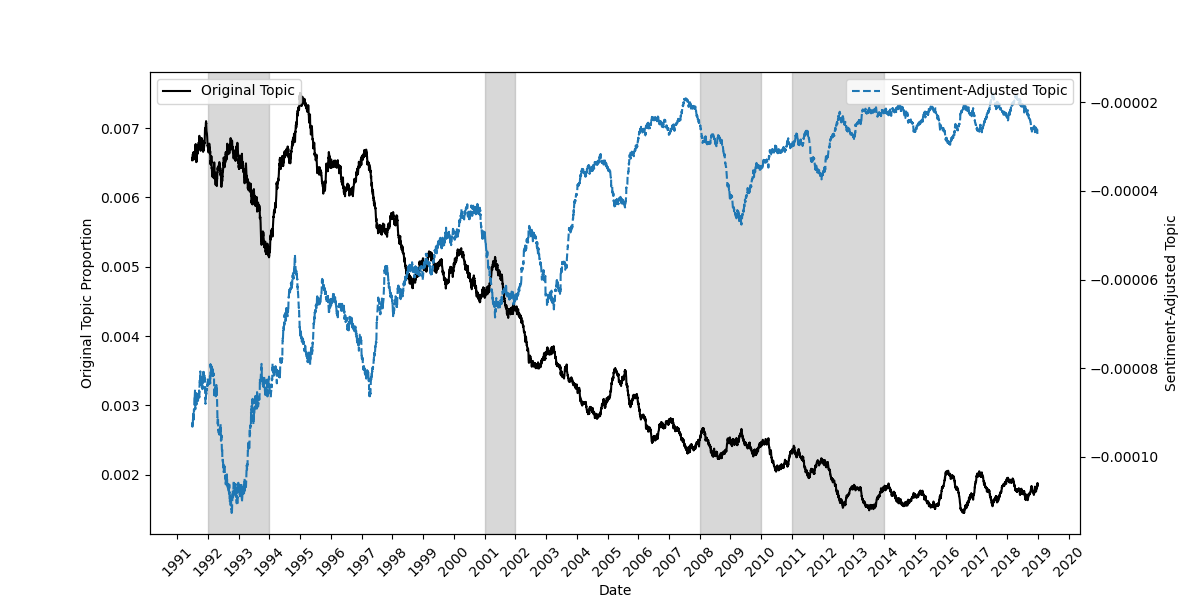 Original Topic
Sentiment-Adjusted Topic
0.007
0.006
0.005
0.004
0.003
0.002
Original Topic Proportion
−0.00002
−0.00004
−0.00006
−0.00008
−0.00010
Sentiment-Adjusted Topic
1991 1992 1993 1994 1995 1996 1997 1998 1999 2000 2001 2002 2003 2004 2005 2006 2007 2008 2009 2010 2011 2012 2013 2014 2015 2016 2017 2018 2019 2020
Date